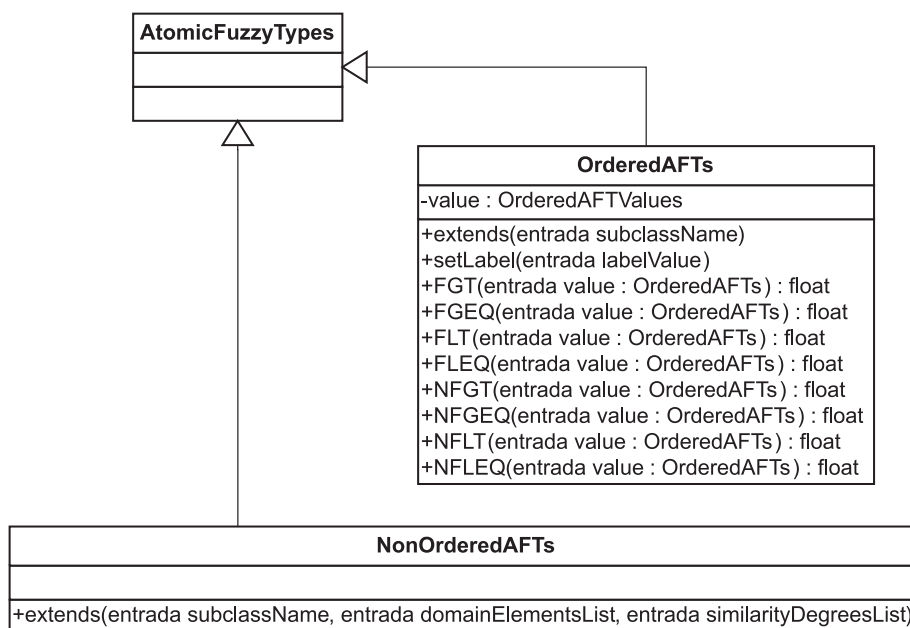 AtomicFuzzyTypes
OrderedAFTs
-value : OrderedAFTValues
+extends(entrada subclassName)
+setLabel(entrada labelValue)
+FGT(entrada value : OrderedAFTs) : float
+FGEQ(entrada value : OrderedAFTs) : float
+FLT(entrada value : OrderedAFTs) : float
+FLEQ(entrada value : OrderedAFTs) : float
+NFGT(entrada value : OrderedAFTs) : float
+NFGEQ(entrada value : OrderedAFTs) : float
+NFLT(entrada value : OrderedAFTs) : float
+NFLEQ(entrada value : OrderedAFTs) : float
NonOrderedAFTs
+extends(entrada subclassName, entrada domainElementsList, entrada similarityDegreesList)